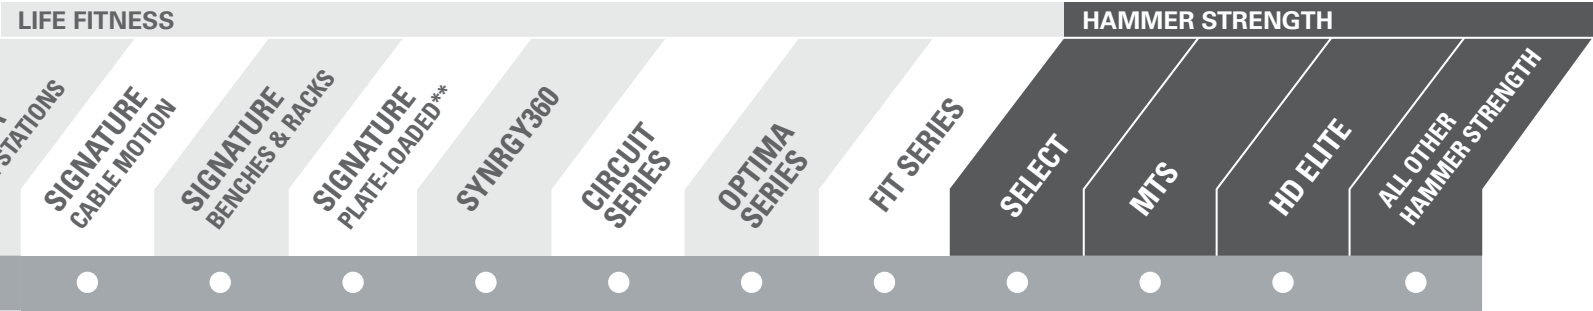 LIFE FITNESS
HAMMER STRENGTH
STATIONS
SIGNATURE
CABLE MOTION
SIGNATURE
BENCHES & RACKS
SIGNATURE
PLATE-LOADED**
SYNRGY360
CIRCUIT
SERIES
OPTIMA
SERIES
FIT SERIES
SELECT
MTS
HD ELITE
ALL OTHER
HAMMER STRENGTH